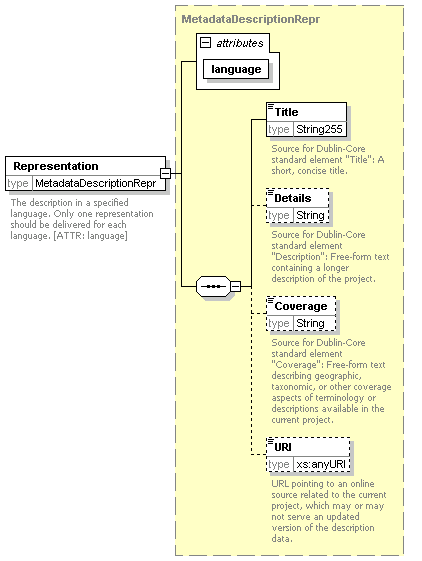 MetadataDescriptionRepr
attributes
language
Title
type String255
Source for Dublin-Core
standard element "Title": A
short, concise title.
Representation
type MetadataDescriptionRepr
The description in a specified
language. Only one representation
should be delivered for each
language. [ATTR: language]
Details
type String
Source for Dublin-Core
standard element
"Description": Free-form text
containing a longer
description of the project.
Coverage
type String
Source for Dublin-Core
standard element
"Coverage": Free-form text
describing geographic,
taxonomic, or other coverage
aspects of terminology or
descriptions available in the
current project.
URI
type xs:anyURI
URL pointing to an online
source related to the current
project, which may or may
not serve an updated
version of the description
data.